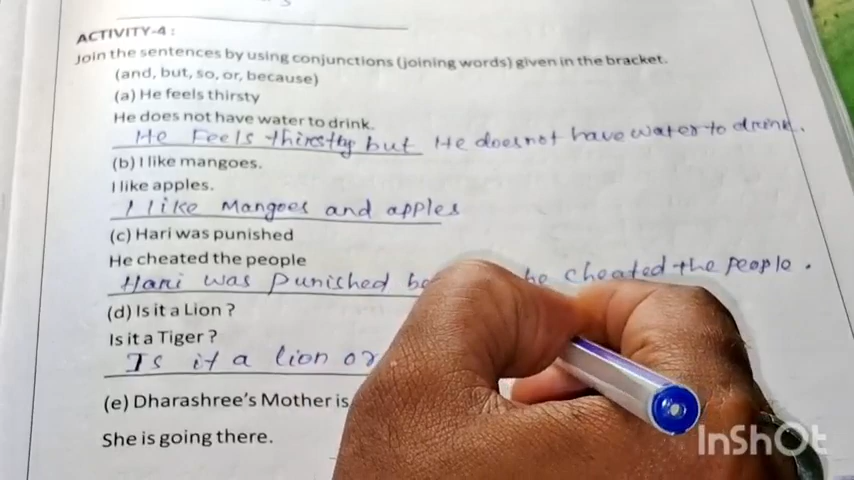 ACTIVITY-4 :
Join the sentences by using conjunctions (joining words) given in the bracket.
(and, but, so, or, because)
(a) He feels thirsty
He does not have water to drink.
He Feels thirsty but He does not have water to drink.
(b) I like mangoes.
I like apples.
I like Mangoes and apples
(c) Hari was punished
He cheated the people
Hari was punished he cheated the people.
(d) Is it a Lion ?
Is it a Tiger ?
Is it a lion or
(e) Dharashree's Mother is
She is going there.
InShOt